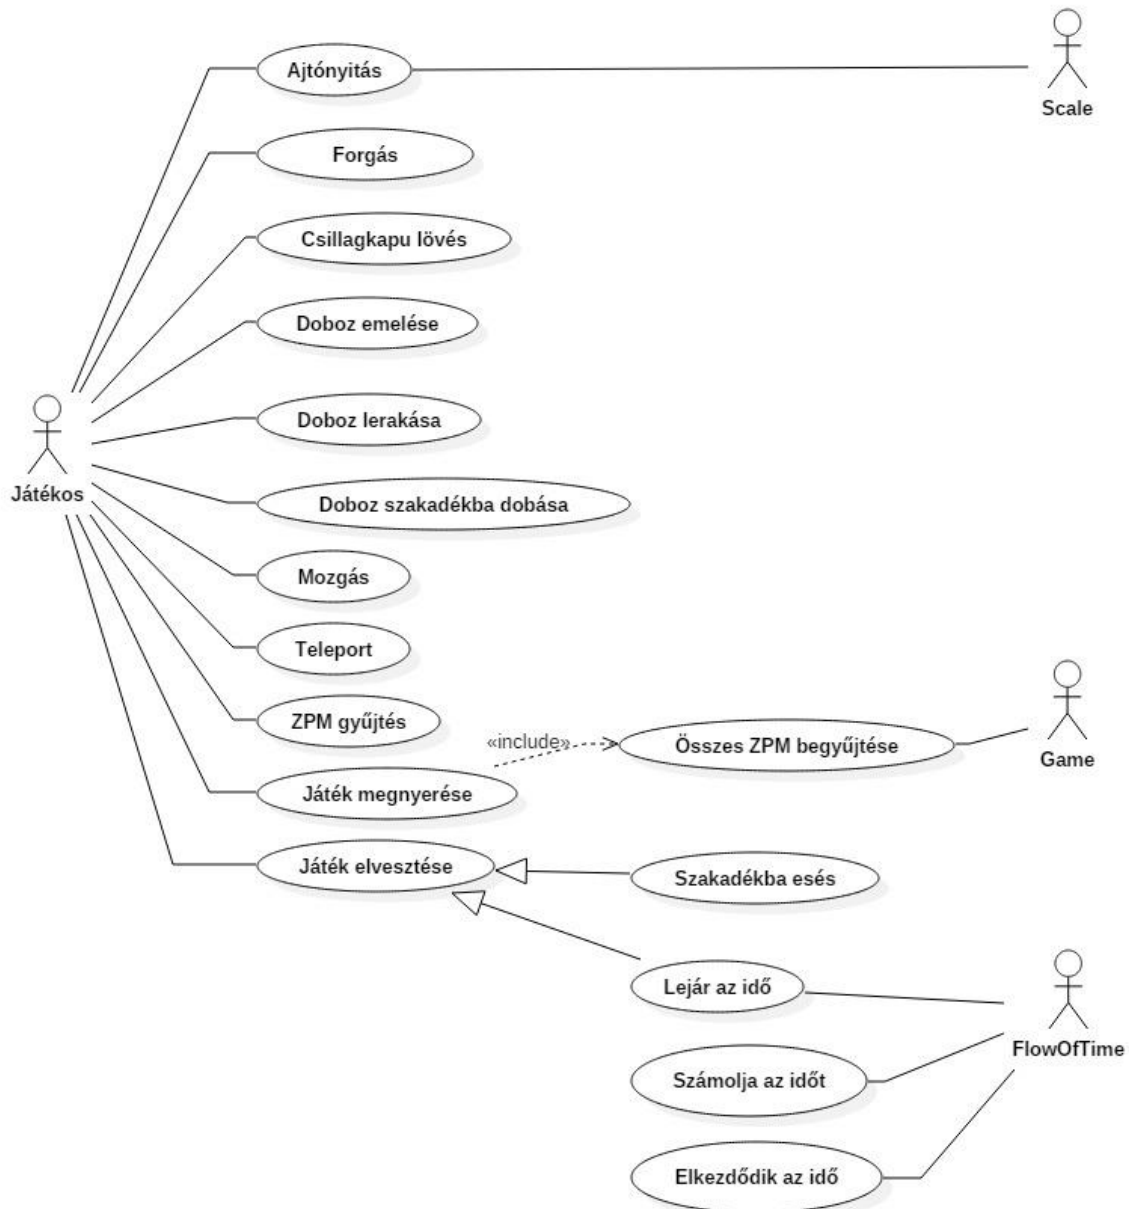 Ajtónyitás
Scale
Forgás
Csillagkapu lövés
Doboz emelése
Doboz lerakása
Játékos
Doboz szakadékba dobása
Mozgás
Teleport
ZPM gyűjtés
«include»
Összes ZPM begyűjtése
Game
Játék megnyerése
Játék elvesztése
Szakadékba esés
Lejár az idő
FlowOfTime
Számolja az időt
Elkezdődik az idő